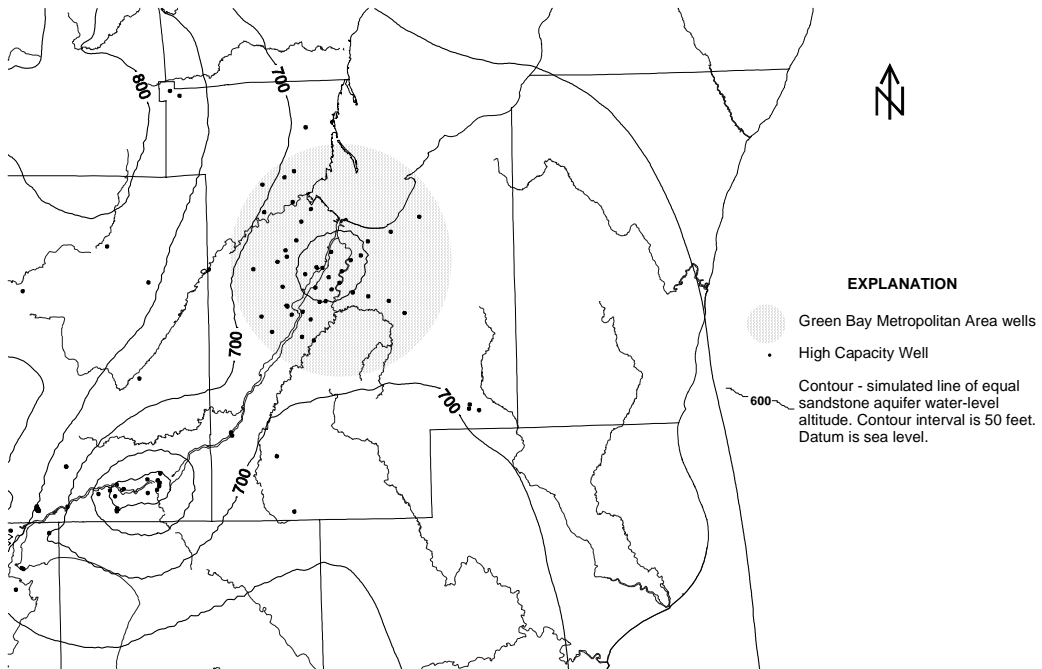 800
700
N
EXPLANATION
Green Bay Metropolitan Area wells
High Capacity Well
Contour - simulated line of equal
600
sandstone aquifer water-level
altitude. Contour interval is 50 feet.
Datum is sea level.
700
700
700